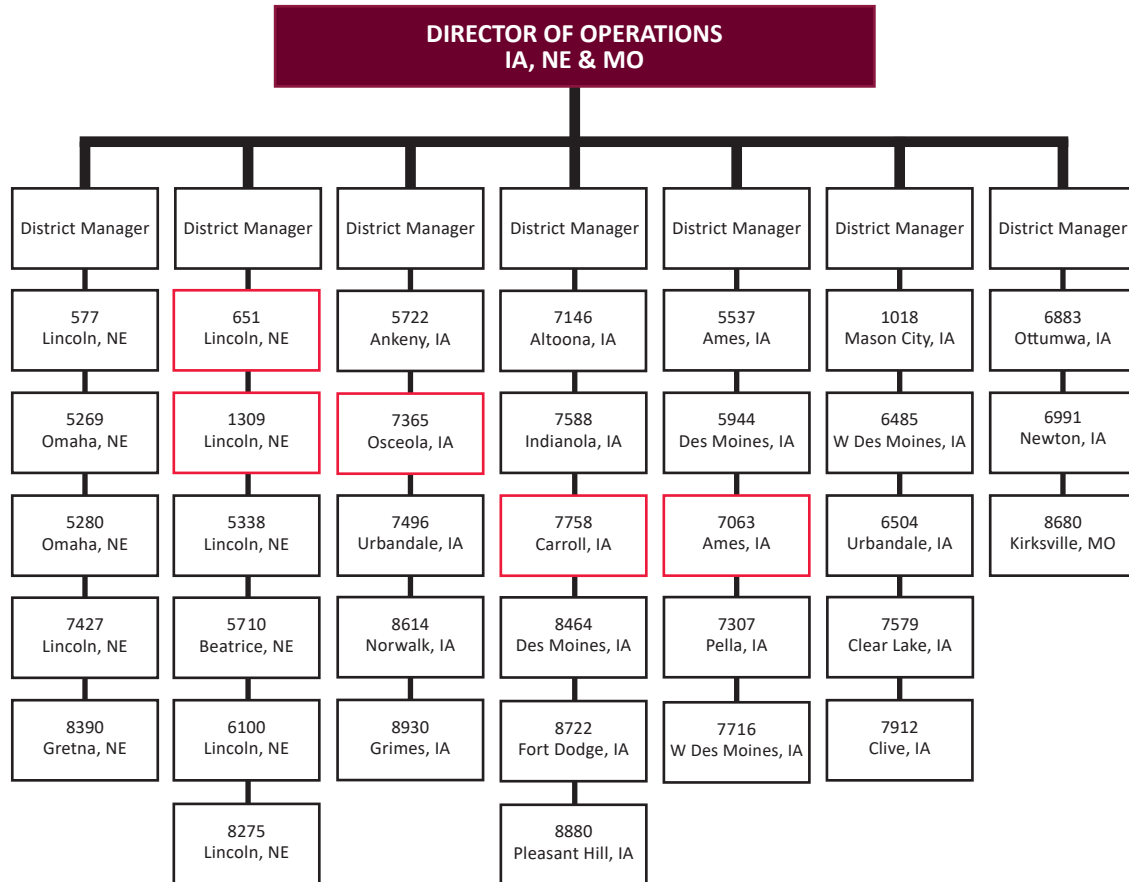 DIRECTOR OF OPERATIONS
IA, NE & MO
District Manager
577
Lincoln, NE
5269
Omaha, NE
5280
Omaha, NE
7427
Lincoln, NE
8390
Gretna, NE
District Manager
651
Lincoln, NE
1309
Lincoln, NE
5338
Lincoln, NE
5710
Beatrice, NE
6100
Lincoln, NE
8275
Lincoln, NE
District Manager
5722
Ankeny, IA
7365
Osceola, IA
7496
Urbandale, IA
8614
Norwalk, IA
8930
Grimes, IA
District Manager
7146
Altoona, IA
7588
Indianola, IA
7758
Carroll, IA
8464
Des Moines, IA
8722
Fort Dodge, IA
8880
Pleasant Hill, IA
District Manager
5537
Ames, IA
5944
Des Moines, IA
7063
Ames, IA
7307
Pella, IA
7716
W Des Moines, IA
District Manager
1018
Mason City, IA
6485
W Des Moines, IA
6504
Urbandale, IA
7579
Clear Lake, IA
7912
Clive, IA
District Manager
6883
Ottumwa, IA
6991
Newton, IA
8680
Kirksville, MO